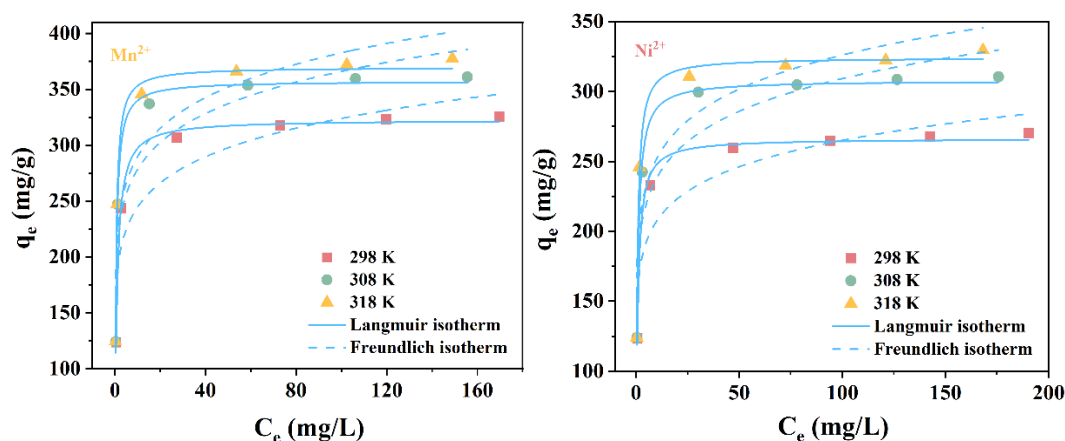 Mn²⁺
qₑ (mg/g)
400
350
300
250
200
150
100
298 K
308 K
318 K
Langmuir isotherm
Freundlich isotherm
0 40 80 120 160
Cₑ (mg/L)
Ni²⁺
qₑ (mg/g)
350
300
250
200
150
100
298 K
308 K
318 K
Langmuir isotherm
Freundlich isotherm
0 50 100 150 200
Cₑ (mg/L)